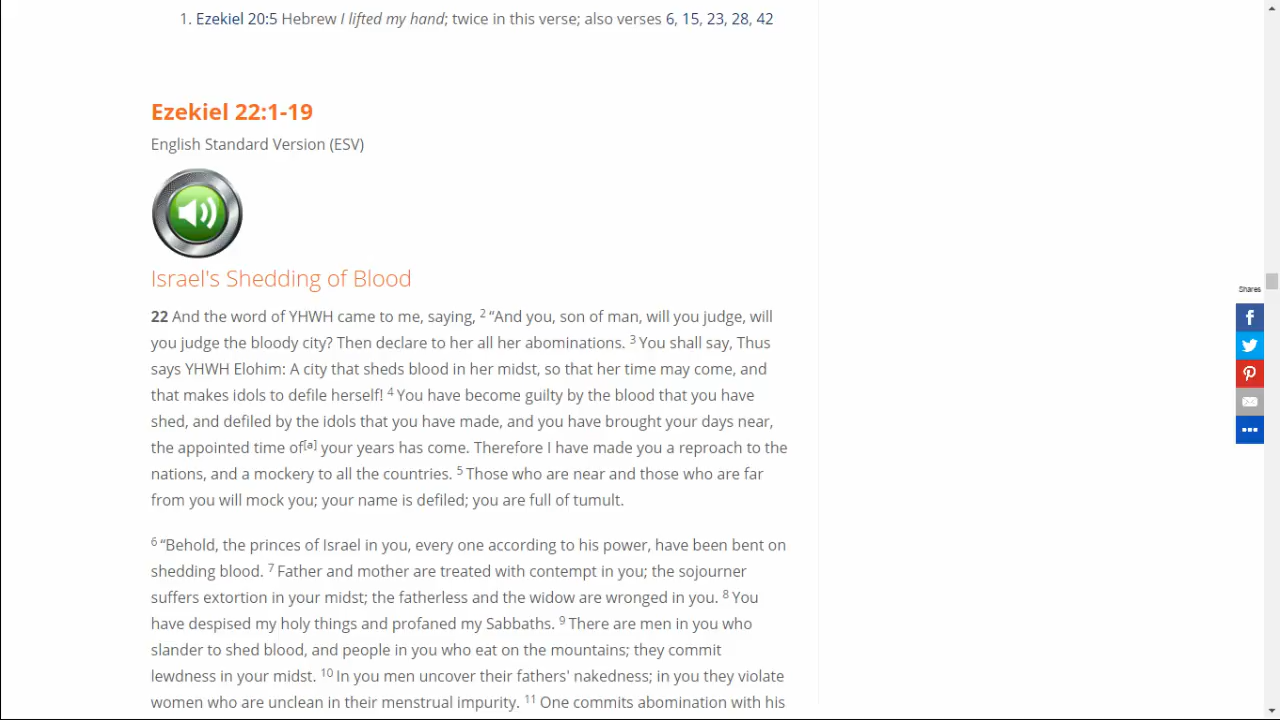 1. Ezekiel 20:5 Hebrew I lifted my hand; twice in this verse; also verses 6, 15, 23, 28, 42
Ezekiel 22:1-19
English Standard Version (ESV)
Israel's Shedding of Blood
22 And the word of YHWH came to me, saying, 2 “And you, son of man, will you judge, will
you judge the bloody city? Then declare to her all her abominations. 3 You shall say, Thus
says YHWH Elohim: A city that sheds blood in her midst, so that her time may come, and
that makes idols to defile herself! 4 You have become guilty by the blood that you have
shed, and defiled by the idols that you have made, and you have brought your days near,
the appointed time of[a] your years has come. Therefore I have made you a reproach to the
nations, and a mockery to all the countries. 5 Those who are near and those who are far
from you will mock you; your name is defiled; you are full of tumult.
6 “Behold, the princes of Israel in you, every one according to his power, have been bent on
shedding blood. 7 Father and mother are treated with contempt in you; the sojourner
suffers extortion in your midst; the fatherless and the widow are wronged in you. 8 You
have despised my holy things and profaned my Sabbaths. 9 There are men in you who
slander to shed blood, and people in you who eat on the mountains; they commit
lewdness in your midst. 10 In you men uncover their fathers' nakedness; in you they violate
women who are unclean in their menstrual impurity. 11 One commits abomination with his
Shares